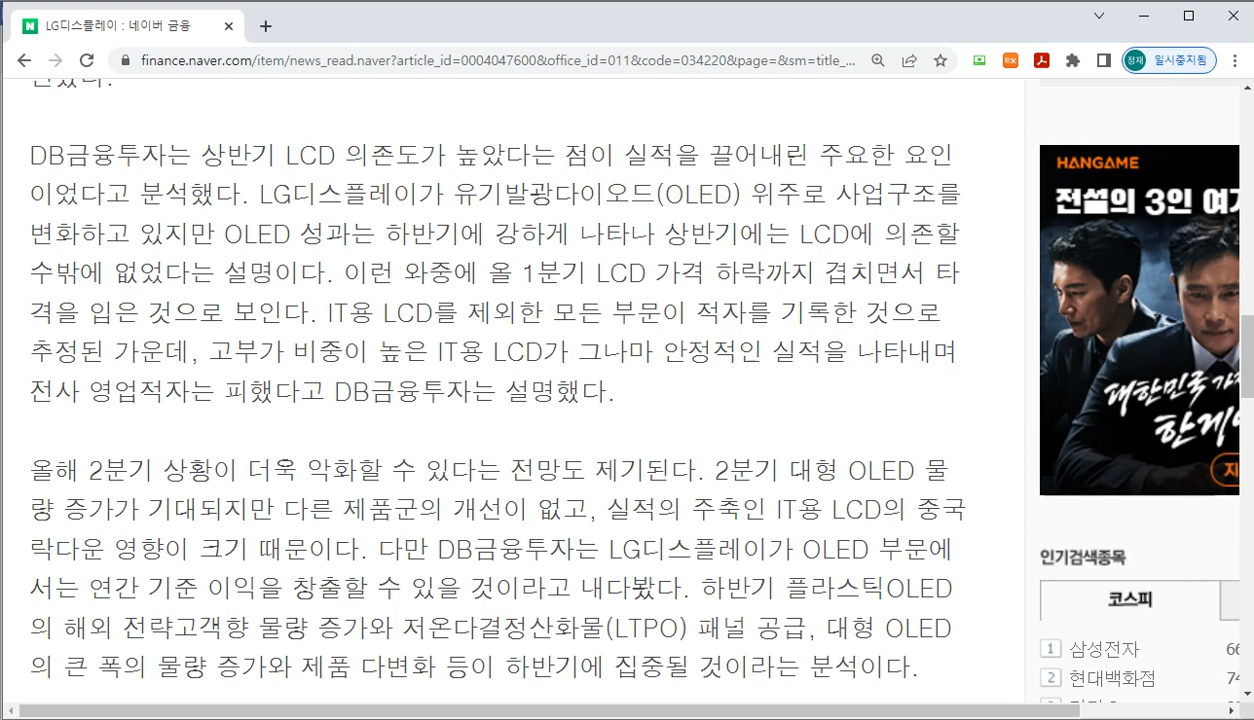 LG디스플레이 : 네이버 금융
finance.naver.com/item/news_read.naver?article_id=0004047600&office_id=011&code=034220&page=&sm=title_...
정재 일시중지됨
DB금융투자는 상반기 LCD 의존도가 높았다는 점이 실적을 끌어내린 주요한 요인
이었다고 분석했다. LG디스플레이가 유기발광다이오드(OLED) 위주로 사업구조를
변화하고 있지만 OLED 성과는 하반기에 강하게 나타나 상반기에는 LCD에 의존할
수밖에 없었다는 설명이다. 이런 와중에 올 1분기 LCD 가격 하락까지 겹치면서 타
격을 입은 것으로 보인다. IT용 LCD를 제외한 모든 부문이 적자를 기록한 것으로
추정된 가운데, 고부가 비중이 높은 IT용 LCD가 그나마 안정적인 실적을 나타내며
전사 영업적자는 피했다고 DB금융투자는 설명했다.
올해 2분기 상황이 더욱 악화할 수 있다는 전망도 제기된다. 2분기 대형 OLED 물
량 증가가 기대되지만 다른 제품군의 개선이 없고, 실적의 주축인 IT용 LCD의 중국
락다운 영향이 크기 때문이다. 다만 DB금융투자는 LG디스플레이가 OLED 부문에
서는 연간 기준 이익을 창출할 수 있을 것이라고 내다봤다. 하반기 플라스틱OLED
의 해외 전략고객향 물량 증가와 저온다결정산화물(LTPO) 패널 공급, 대형 OLED
의 큰 폭의 물량 증가와 제품 다변화 등이 하반기에 집중될 것이라는 분석이다.
HANGAME
전설의 3인
대한민국
인기검색종목
코스피
1 삼성전자 66
2 현대백화점 74